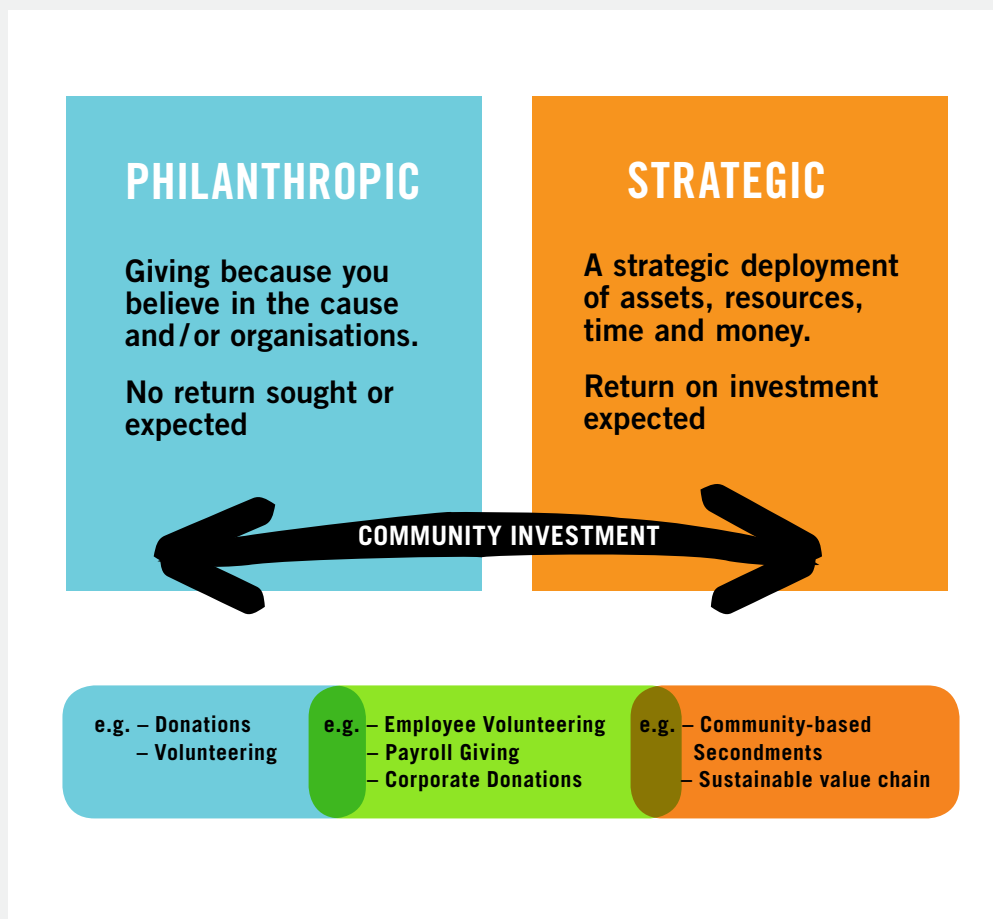 PHILANTHROPIC
Giving because you
believe in the cause
and/or organisations.
No return sought or
expected
STRATEGIC
A strategic deployment
of assets, resources,
time and money.
Return on investment
expected
COMMUNITY INVESTMENT
e.g. – Donations
– Volunteering
e.g. – Employee Volunteering
– Payroll Giving
– Corporate Donations
e.g. – Community-based
Secondments
– Sustainable value chain